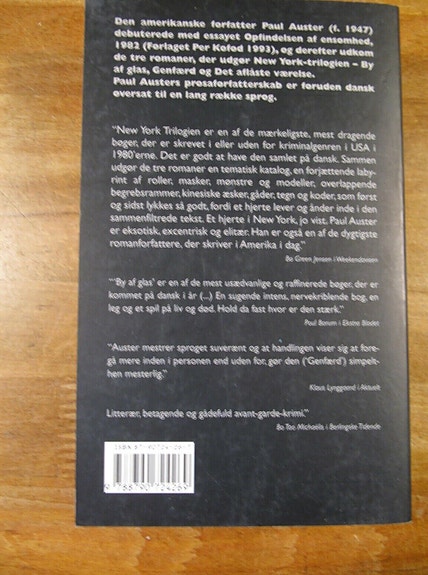 Den amerikanske forfatter Paul Auster (f. 1947)
debuterede med essayet Opfindelsen af ensomhed,
1982 (Forlaget Per Kofod 1993), og derefter udkom
de tre romaner, der udgør New York-trilogien – By
af glas, Genfærd og Det aflåste værelse.
Paul Austers prosaforfatterskab er foruden dansk
oversat til en lang række sprog.
”New York Trilogien er en af de mærkeligste, mest dragende
bøger, der er skrevet i eller uden for kriminalgenren i USA i
1980'erne. Det er godt at have den samlet på dansk. Sammen
udgør de tre romaner en tematisk katalog, en forjættende laby-
rint af roller, masker, mønstre og modeller, overlappende
begrebsrammer, kinesiske æsker, gåder, tegn og koder, som først
og sidst lykkes så godt, fordi et hjerte lever og ånder inde i den
sammenfiltrede tekst. Et hjerte i New York, jo vist. Paul Auster
er eksotisk, excentrisk og elitær. Han er også en af de dygtigste
romanforfattere, der skriver i Amerika i dag.”
Bo Green Jensen i Weekendavisen
”'By af glas' er en af de mest usædvanlige og raffinerede bøger, der er
kommet på dansk i år (...) En sugende intens, nervekriblende bog, en
leg og et spil på liv og død. Hold da fast hvor er den stærk.”
Poul Borum i Ekstra Bladet
”Auster mestrer sproget suverænt og at handlingen viser sig at fore-
gå mere inden i personen end uden for, gør den ('Genfærd') simpelt-
hen mesterlig.”
Klaus Lynggaard i Aktuelt
Litterær, betagende og gådefuld avant-garde-krimi.”
Bo Tao Michaëlis i Berlingske Tidende